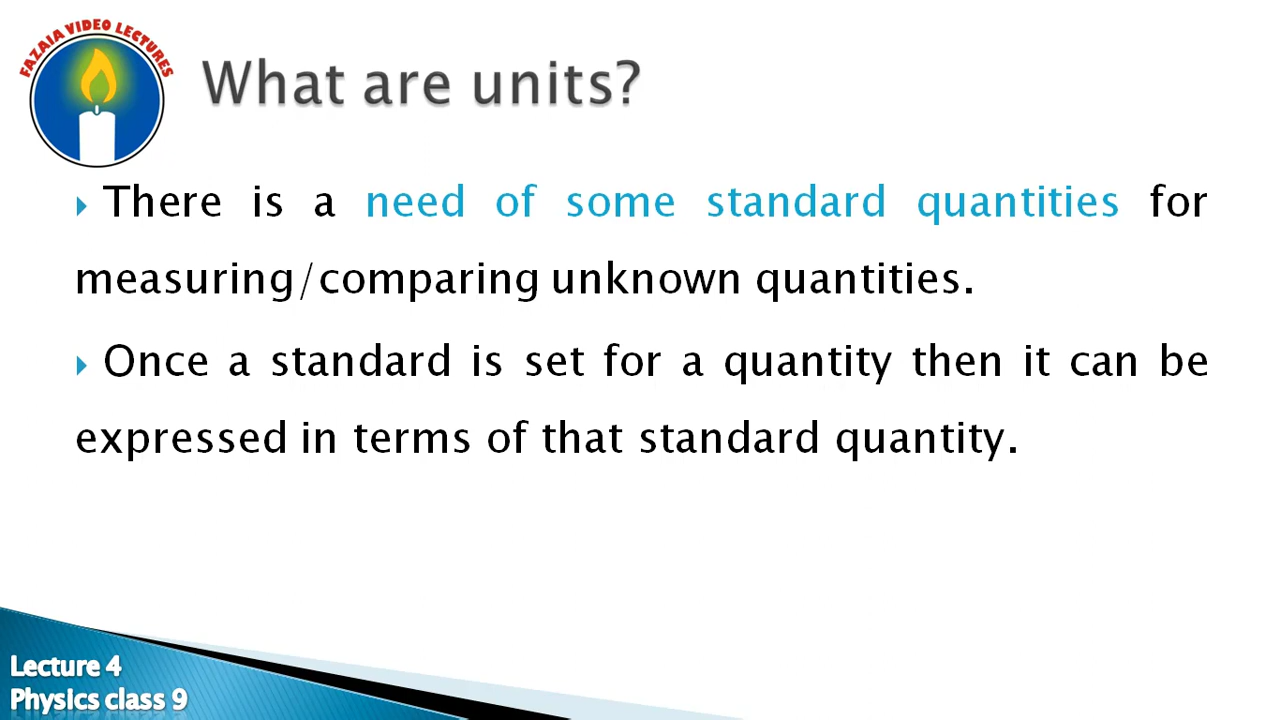 FAZAIA VIDEO LECTURES
What are units?
There is a need of some standard quantities for
measuring/comparing unknown quantities.
Once a standard is set for a quantity then it can be
expressed in terms of that standard quantity.
Lecture 4
Physics class 9